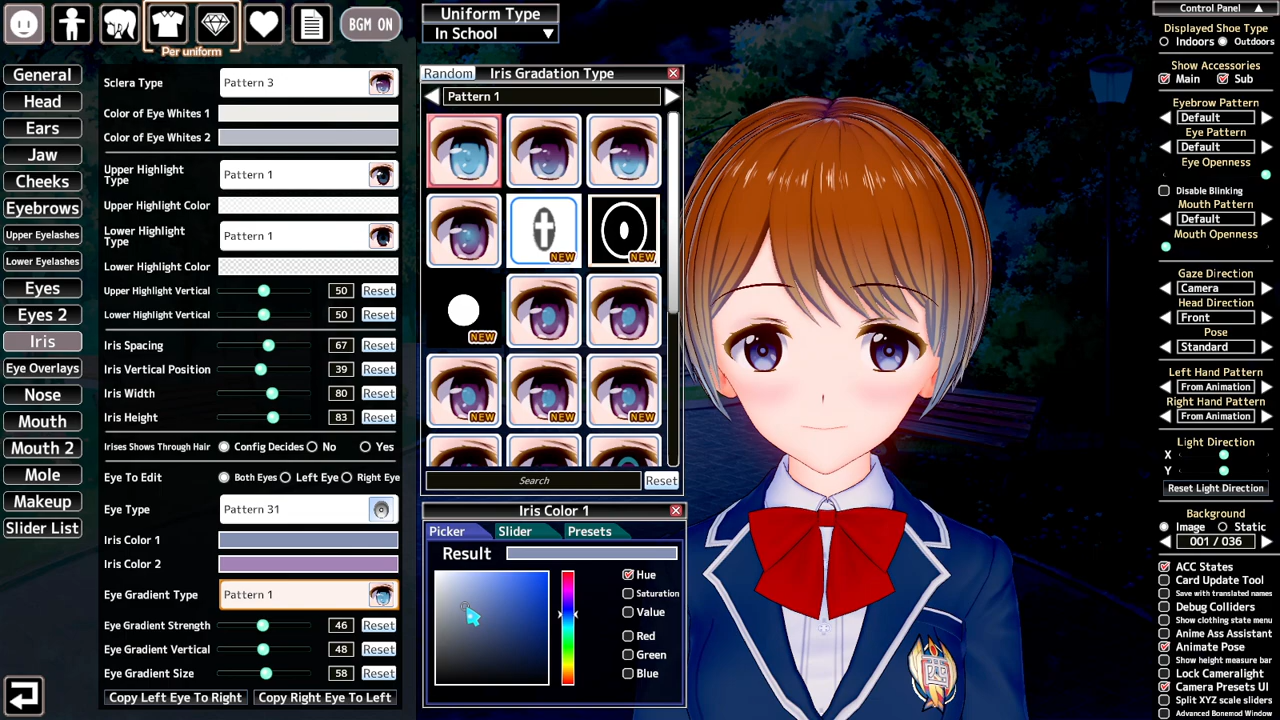 BGM ON
Per uniform
Uniform Type
In School
General
Head
Ears
Jaw
Cheeks
Eyebrows
Upper Eyelashes
Lower Eyelashes
Eyes
Eyes 2
Iris
Eye Overlays
Nose
Mouth
Mouth 2
Mole
Makeup
Slider List
Sclera Type
Pattern 3
Color of Eye Whites 1
Color of Eye Whites 2
Upper Highlight
Type
Pattern 1
Upper Highlight Color
Lower Highlight
Type
Pattern 1
Lower Highlight Color
Upper Highlight Vertical 50 Reset
Lower Highlight Vertical 50 Reset
Iris Spacing 67 Reset
Iris Vertical Position 39 Reset
Iris Width 80 Reset
Iris Height 83 Reset
Irises Shows Through Hair Config Decides No Yes
Eye To Edit Both Eyes Left Eye Right Eye
Eye Type Pattern 31
Iris Color 1
Iris Color 2
Eye Gradient Type Pattern 1
Eye Gradient Strength 46 Reset
Eye Gradient Vertical 48 Reset
Eye Gradient Size 58 Reset
Copy Left Eye To Right Copy Right Eye To Left
Random Iris Gradation Type
Pattern 1
NEW NEW
NEW
NEW NEW NEW
Search Reset
Iris Color 1
Picker Slider Presets
Result
Hue
Saturation
Value
Red
Green
Blue
Control Panel
Displayed Shoe Type
Indoors Outdoors
Show Accessories
Main Sub
Eyebrow Pattern
Default
Eye Pattern
Default
Eye Openness
Disable Blinking
Mouth Pattern
Default
Mouth Openness
Gaze Direction
Camera
Head Direction
Front
Pose
Standard
Left Hand Pattern
From Animation
Right Hand Pattern
From Animation
Light Direction
X
Y
Reset Light Direction
Background
Image Static
001 / 036
ACC States
Card Update Tool
Save with translated names
Debug Colliders
Show clothing state menu
Anime Ass Assistant
Animate Pose
Show height measure bar
Lock Cameralight
Camera Presets UI
Split XYZ scale sliders
Advanced Bonemod Window